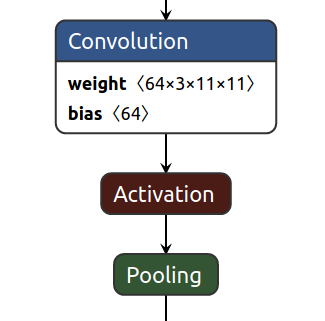 Convolution
weight〈64×3×11×11〉
bias〈64〉
Activation
Pooling